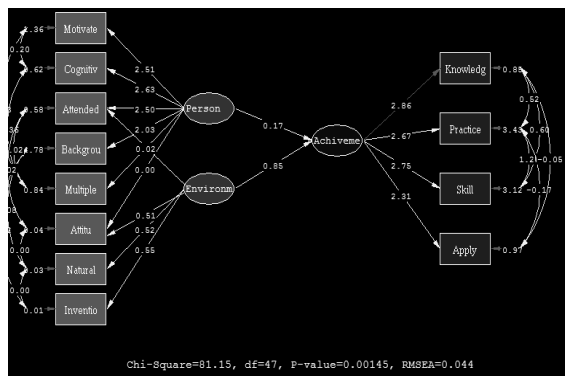 1.36 Motivate
0.20
Knowledg 0.85
0.62 Cognitiv 2.51
2.63
0.52
0.58 Attended 2.50 Person 2.86
0.17
2.03 2.67 Practice 3.43 0.60
36
Achiveme
1.78 Backgrou 0.02
1.21 -0.05
0.00 0.85 2.75
0.84 Multiple Environm Skill 3.12 -0.17
2.31
0.51
0.04 Attitu 0.52
0.00 0.55 Apply 0.97
0.03 Natural
0.00
0.01 Inventio
Chi-Square=81.15, df=47, P-value=0.00145, RMSEA=0.044